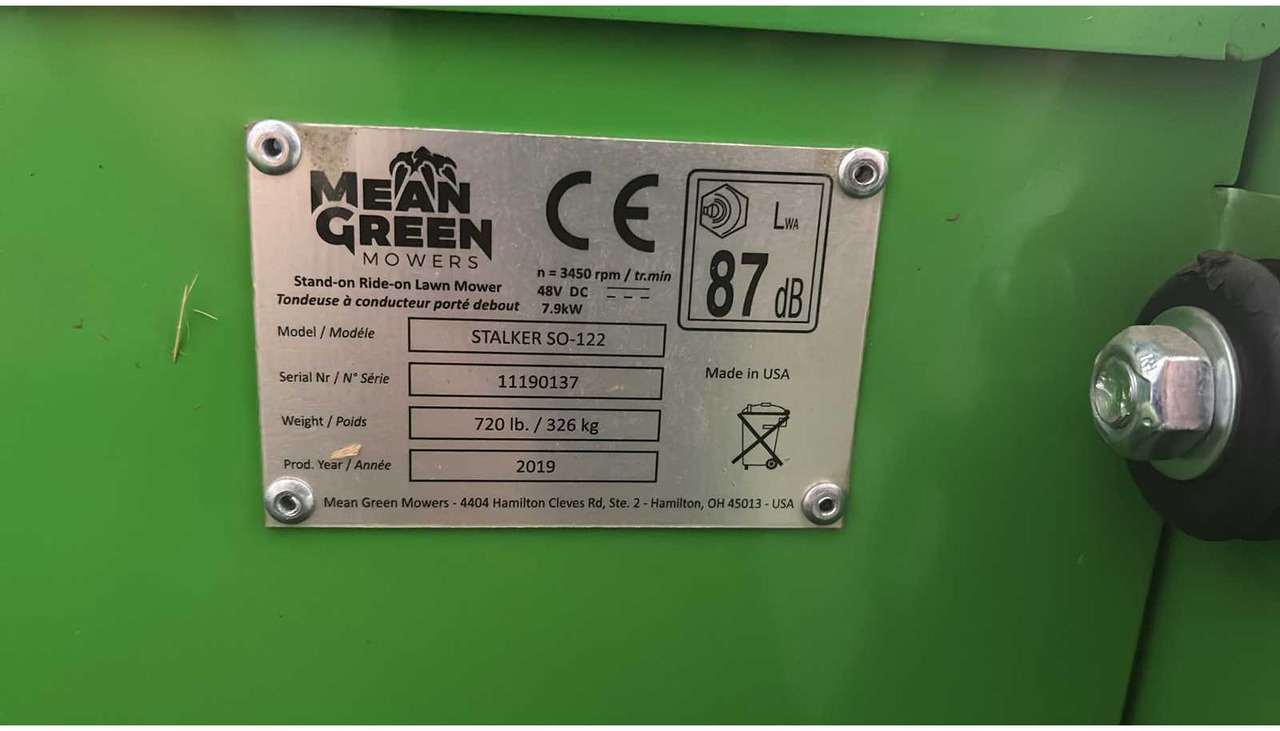 MEAN
GREEN
MOWERS
Stand-on Ride-on Lawn Mower
Tondeuse à conducteur porté debout
CE
n = 3450 rpm / tr.min
48V DC
7.9kW
LWA
87 dB
Model / Modéle
STALKER SO-122
Serial Nr / N° Série
11190137
Weight / Poids
720 lb. / 326 kg
Prod. Year / Année
2019
Made in USA
Mean Green Mowers - 4404 Hamilton Cleves Rd, Ste. 2 - Hamilton, OH 45013 - USA